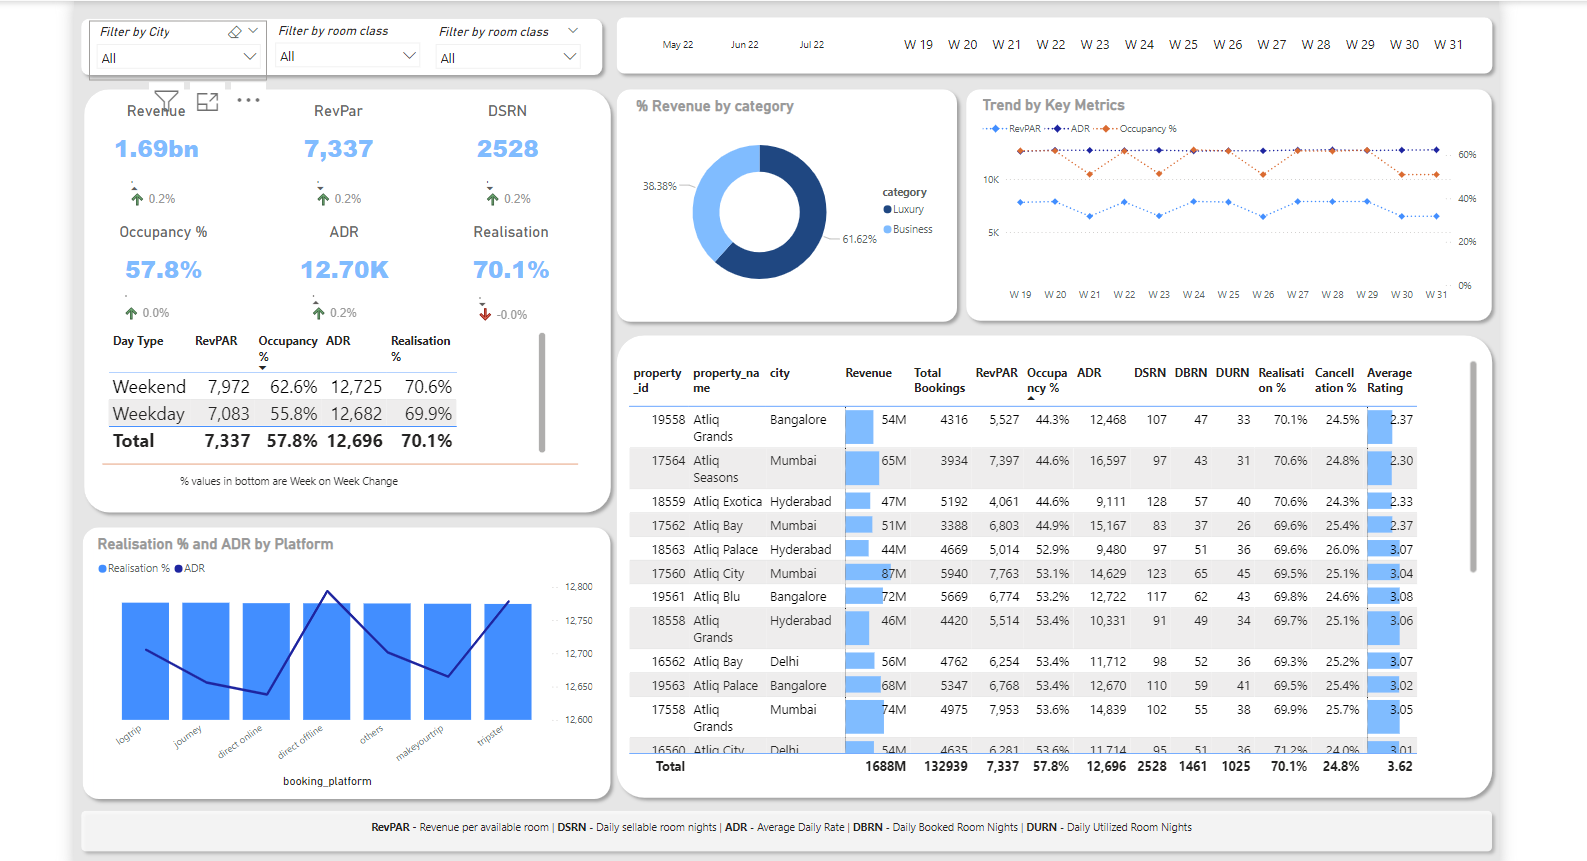 Filter by City
All
Filter by room class
All
Filter by room class
All
May 22 Jun 22 Jul 22
W 19 W 20 W 21 W 22 W 23 W 24 W 25 W 26 W 27 W 28 W 29 W 30 W 31
Revenue RevPar DSRN
1.69bn 7,337 2528
0.2% 0.2% 0.2%
Occupancy % ADR Realisation
57.8% 12.70K 70.1%
0.0% 0.2% -0.0%
Day Type RevPAR Occupancy % ADR Realisation %
Weekend 7,972 62.6% 12,725 70.6%
Weekday 7,083 55.8% 12,682 69.9%
Total 7,337 57.8% 12,696 70.1%
% values in bottom are Week on Week Change
% Revenue by category
38.38%
61.62%
category
Luxury
Business
Trend by Key Metrics
RevPAR ADR Occupancy %
10K
5K
60%
40%
20%
0%
W 19 W 20 W 21 W 22 W 23 W 24 W 25 W 26 W 27 W 28 W 29 W 30 W 31
Realisation % and ADR by Platform
Realisation % ADR
12,800
12,750
12,700
12,650
12,600
logtrip journey direct online direct offline others makeyourtrip tripster
booking_platform
property_id property_name city Revenue Total Bookings RevPAR Occupancy % ADR DSRN DBRN DURN Realisation % Cancellation % Average Rating
19558 Atliq Grands Bangalore 54M 4316 5,527 44.3% 12,468 107 47 33 70.1% 24.5% 2.37
17564 Atliq Seasons Mumbai 65M 3934 7,397 44.6% 16,597 97 43 31 70.6% 24.8% 2.30
18559 Atliq Exotica Hyderabad 47M 5192 4,061 44.6% 9,111 128 57 40 70.6% 24.3% 2.33
17562 Atliq Bay Mumbai 51M 3388 6,803 44.9% 15,167 83 37 26 69.6% 25.4% 2.37
18563 Atliq Palace Hyderabad 44M 4669 5,014 52.9% 9,480 97 51 36 69.6% 26.0% 3.07
17560 Atliq City Mumbai 87M 5940 7,763 53.1% 14,629 123 65 45 69.5% 25.1% 3.04
19561 Atliq Blu Bangalore 72M 5669 6,774 53.2% 12,722 117 62 43 69.8% 24.6% 3.08
18558 Atliq Grands Hyderabad 46M 4420 5,514 53.4% 10,331 91 49 34 69.7% 25.1% 3.06
16562 Atliq Bay Delhi 56M 4762 6,254 53.4% 11,712 98 52 36 69.3% 25.2% 3.07
19563 Atliq Palace Bangalore 68M 5347 6,768 53.4% 12,670 110 59 41 69.5% 25.4% 3.02
17558 Atliq Grands Mumbai 74M 4975 7,953 53.6% 14,839 102 55 38 69.9% 25.7% 3.05
16560 Atliq City Delhi 54M 4635 6,281 53.6% 11,714 95 51 36 71.2% 24.0% 3.01
Total 1688M 132939 7,337 57.8% 12,696 2528 1461 1025 70.1% 24.8% 3.62
RevPAR - Revenue per available room | DSRN - Daily sellable room nights | ADR - Average Daily Rate | DBRN - Daily Booked Room Nights | DURN - Daily Utilized Room Nights